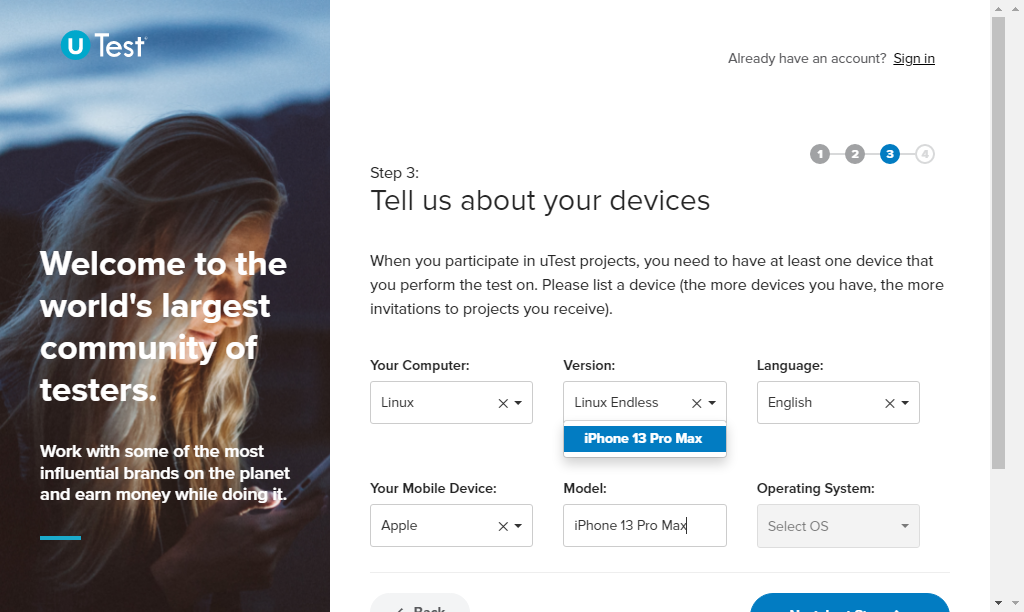 U Test
Already have an account? Sign in
1 2 3 4
Step 3:
Tell us about your devices
Welcome to the
world's largest
community of
testers.
Work with some of the most
influential brands on the planet
and earn money while doing it.
When you participate in uTest projects, you need to have at least one device that
you perform the test on. Please list a device (the more devices you have, the more
invitations to projects you receive).
Your Computer: Version: Language:
Linux Linux Endless English
iPhone 13 Pro Max
Your Mobile Device: Model: Operating System:
Apple iPhone 13 Pro Max Select OS
Back